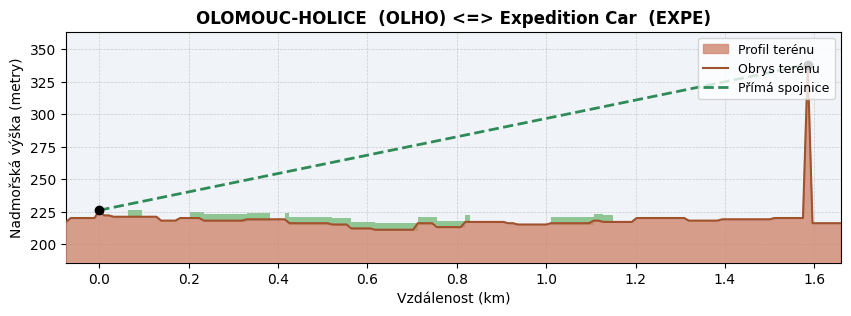 OLOMOUC-HOLICE  (OLHO) <=> Expedition Car  (EXPE)
Nadmořská výška (metry)
350
325
300
275
250
225
200
Profil terénu
Obrys terénu
Přímá spojnice
0.0 0.2 0.4 0.6 0.8 1.0 1.2 1.4 1.6
Vzdálenost (km)